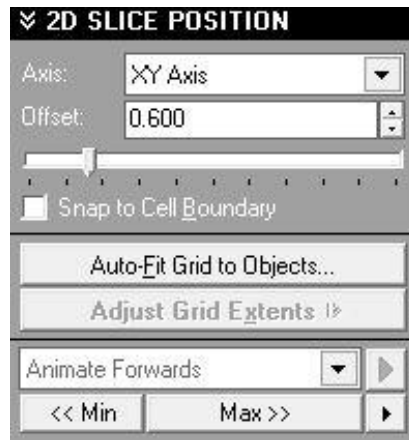 2D SLICE POSITION
Axis: XY Axis
Offset: 0.600
Snap to Cell Boundary
Auto-Fit Grid to Objects...
Adjust Grid Extents
Animate Forwards
<< Min Max >>